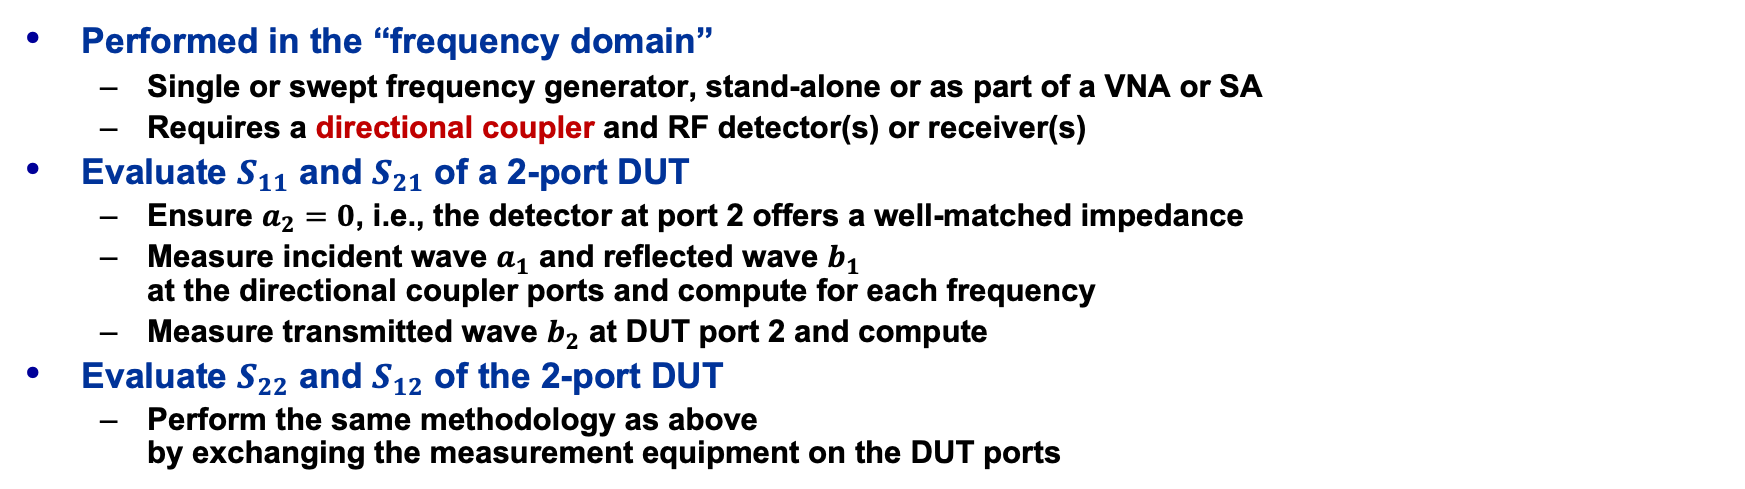 • Performed in the “frequency domain”
– Single or swept frequency generator, stand-alone or as part of a VNA or SA
– Requires a directional coupler and RF detector(s) or receiver(s)
• Evaluate S₁₁ and S₂₁ of a 2-port DUT
– Ensure a₂ = 0, i.e., the detector at port 2 offers a well-matched impedance
– Measure incident wave a₁ and reflected wave b₁
at the directional coupler ports and compute for each frequency
– Measure transmitted wave b₂ at DUT port 2 and compute
• Evaluate S₂₂ and S₁₂ of the 2-port DUT
– Perform the same methodology as above
by exchanging the measurement equipment on the DUT ports